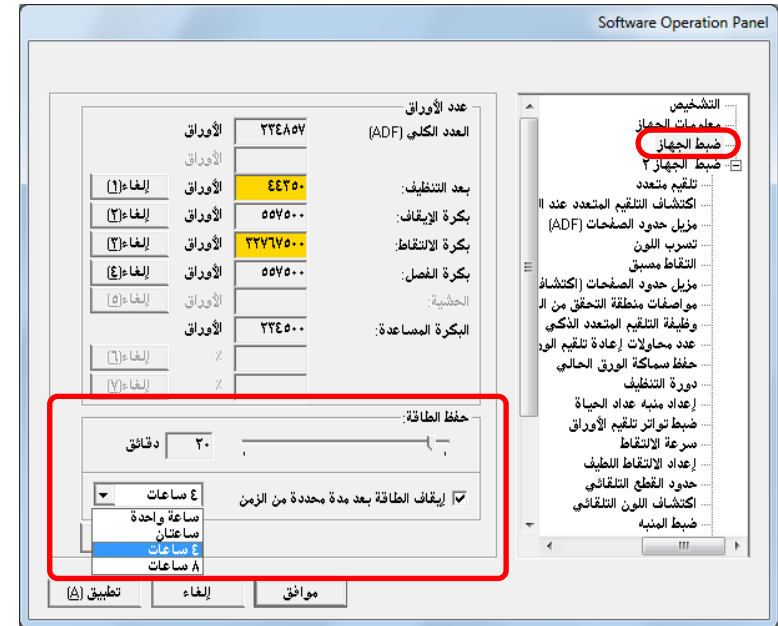 Software Operation Panel
التشخيص
معلومات الجهاز
ضبط الجهاز
ضبط الجهاز ٢
تلقيم متعدد
اكتشاف التلقيم المتعدد عند ا
مزيل حدود الصفحات (ADF)
تسرب اللون
التقاط مسبق
مزيل حدود الصفحات (اكتشاف
مواصفات منطقة التحقق من ال
وظيفة التلقيم المتعدد الذكي
عدد محاولات إعادة تلقيم الور
حفظ سماكة الورق الحالي
دورة التنظيف
إعداد منبه عداد الحياة
ضبط تواتر تلقيم الأوراق
سرعة الالتقاط
إعداد الالتقاط اللطيف
حدود القطع التلقائي
اكتشاف اللون التلقائي
ضبط المنبه
عدد الأوراق
العدد الكلي (ADF) ٢٣٤٨٥٧ الأوراق
الأوراق
بعد التنظيف: ٤٤٣٥٠ الأوراق إلغاء(١)
بكرة الإيقاف: ٥٥٧٥٠٠ الأوراق إلغاء(٢)
بكرة الالتقاط: ٣٢٧٦٧٥٠٠ الأوراق إلغاء(٣)
بكرة الفصل: ٥٥٧٥٠٠ الأوراق إلغاء(٤)
الحشية: الأوراق إلغاء(٥)
البكرة المساعدة: ٢٣٤٥٠٠ الأوراق
٪ إلغاء(٦)
٪ إلغاء(٧)
حفظ الطاقة:
٢٠ دقائق
إيقاف الطاقة بعد مدة محددة من الزمن ٤ ساعات
ساعة واحدة
ساعتان
٤ ساعات
٨ ساعات
موافق إلغاء تطبيق (A)